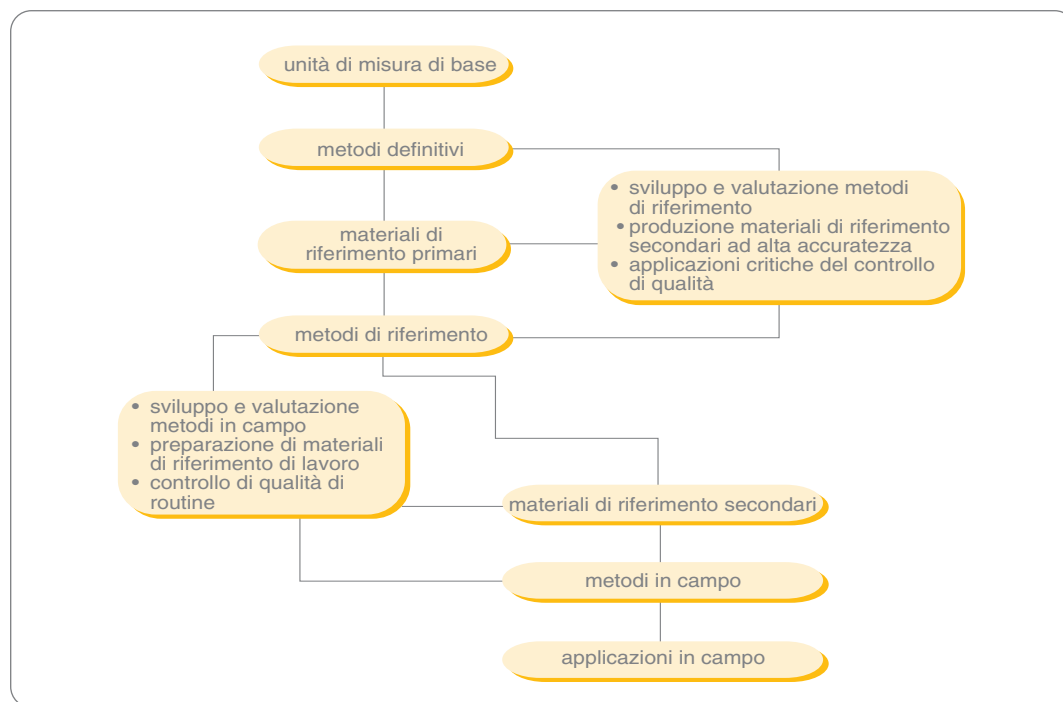 unità di misura di base
metodi definitivi
• sviluppo e valutazione metodi
di riferimento
• produzione materiali di riferimento
secondari ad alta accuratezza
• applicazioni critiche del controllo
di qualità
materiali di
riferimento primari
metodi di riferimento
• sviluppo e valutazione
metodi in campo
• preparazione di materiali
di riferimento di lavoro
• controllo di qualità di
routine
materiali di riferimento secondari
metodi in campo
applicazioni in campo